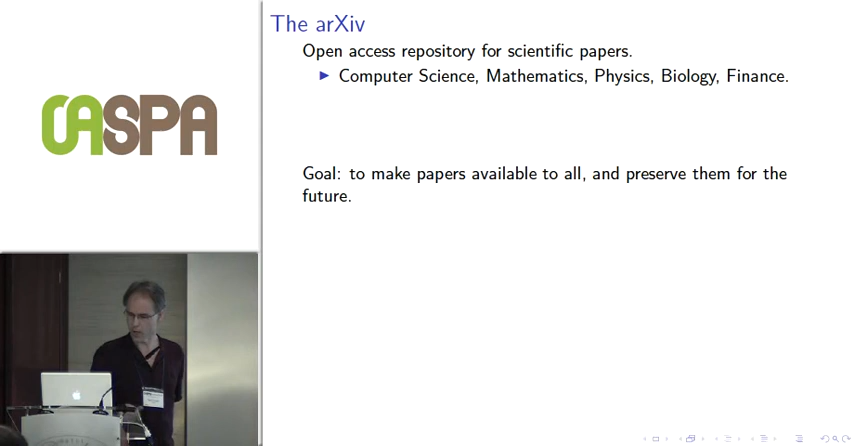 OASPA
The arXiv
Open access repository for scientific papers.
Computer Science, Mathematics, Physics, Biology, Finance.
Goal: to make papers available to all, and preserve them for the
future.